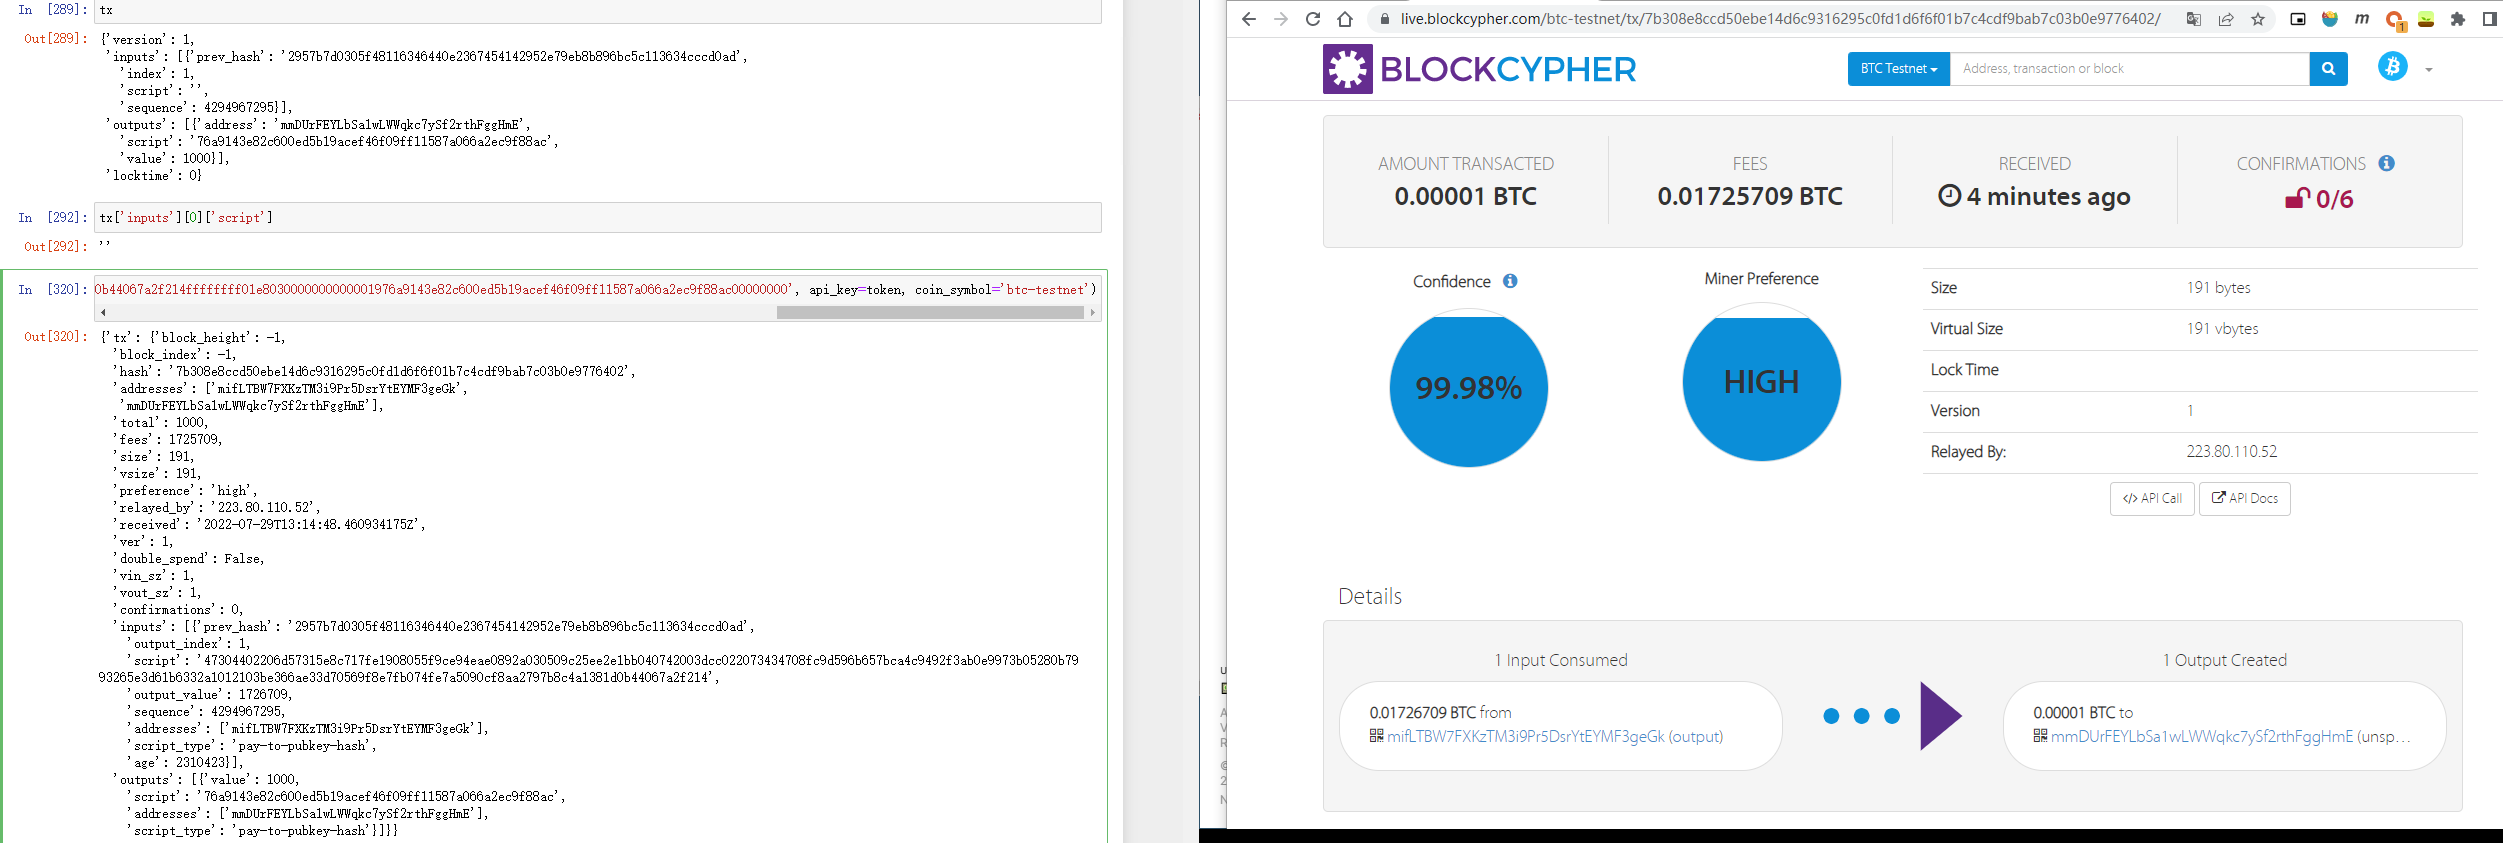 In [289]: tx
Out[289]: {'version': 1,
'inputs': [{'prev_hash': '2957b7d0305f48116346440e2367454142952e79eb8b896bc5c113634cccd0ad',
'index': 1,
'script': '',
'sequence': 4294967295}],
'outputs': [{'address': 'mmDUrFEYLbSa1wLWWqkc7ySf2rthFggHmE',
'script': '76a9143e82c600ed5b19acef46f09ff11587a066a2ec9f88ac',
'value': 1000}],
'locktime': 0}
In [292]: tx['inputs'][0]['script']
Out[292]: ''
In [320]: 0b44067a2f214ffffffff01e8030000000000001976a9143e82c600ed5b19acef46f09ff11587a066a2ec9f88ac00000000', api_key=token, coin_symbol='btc-testnet')
Out[320]: {'tx': {'block_height': -1,
'block_index': -1,
'hash': '7b308e8ccd50ebe14d6c9316295c0fd1d6f6f01b7c4cdf9bab7c03b0e9776402',
'addresses': ['mifLTBW7FXKzTM3i9Pr5DsrYtEYMF3geGk',
'mmDUrFEYLbSa1wLWWqkc7ySf2rthFggHmE'],
'total': 1000,
'fees': 1725709,
'size': 191,
'vsize': 191,
'preference': 'high',
'relayed_by': '223.80.110.52',
'received': '2022-07-29T13:14:48.460934175Z',
'ver': 1,
'double_spend': False,
'vin_sz': 1,
'vout_sz': 1,
'confirmations': 0,
'inputs': [{'prev_hash': '2957b7d0305f48116346440e2367454142952e79eb8b896bc5c113634cccd0ad',
'output_index': 1,
'script': '47304402206d57315e8c717fe1908055f9ce94eae0892a030509c25ee2e1bb040742003dcc022073434708fc9d596b657bca4c9492f3ab0e9973b05280b79
93265e3d61b6332a1012103be366ae33d70569f8e7fb074fe7a5090cf8aa2797b8c4a1381d0b44067a2f214',
'output_value': 1726709,
'sequence': 4294967295,
'addresses': ['mifLTBW7FXKzTM3i9Pr5DsrYtEYMF3geGk'],
'script_type': 'pay-to-pubkey-hash',
'age': 2310423}],
'outputs': [{'value': 1000,
'script': '76a9143e82c600ed5b19acef46f09ff11587a066a2ec9f88ac',
'addresses': ['mmDUrFEYLbSa1wLWWqkc7ySf2rthFggHmE'],
'script_type': 'pay-to-pubkey-hash'}]}}
live.blockcypher.com/btc-testnet/tx/7b308e8ccd50ebe14d6c9316295c0fd1d6f6f01b7c4cdf9bab7c03b0e9776402/
m
1
BLOCKCYPHER
BTC Testnet
Address, transaction or block
AMOUNT TRANSACTED
0.00001 BTC
FEES
0.01725709 BTC
RECEIVED
4 minutes ago
CONFIRMATIONS
0/6
Confidence
99.98%
Miner Preference
HIGH
Size 191 bytes
Virtual Size 191 vbytes
Lock Time
Version 1
Relayed By: 223.80.110.52
</> API Call
API Docs
Details
1 Input Consumed
0.01726709 BTC from
mifLTBW7FXKzTM3i9Pr5DsrYtEYMF3geGk (output)
1 Output Created
0.00001 BTC to
mmDUrFEYLbSa1wLWWqkc7ySf2rthFggHmE (unsp...